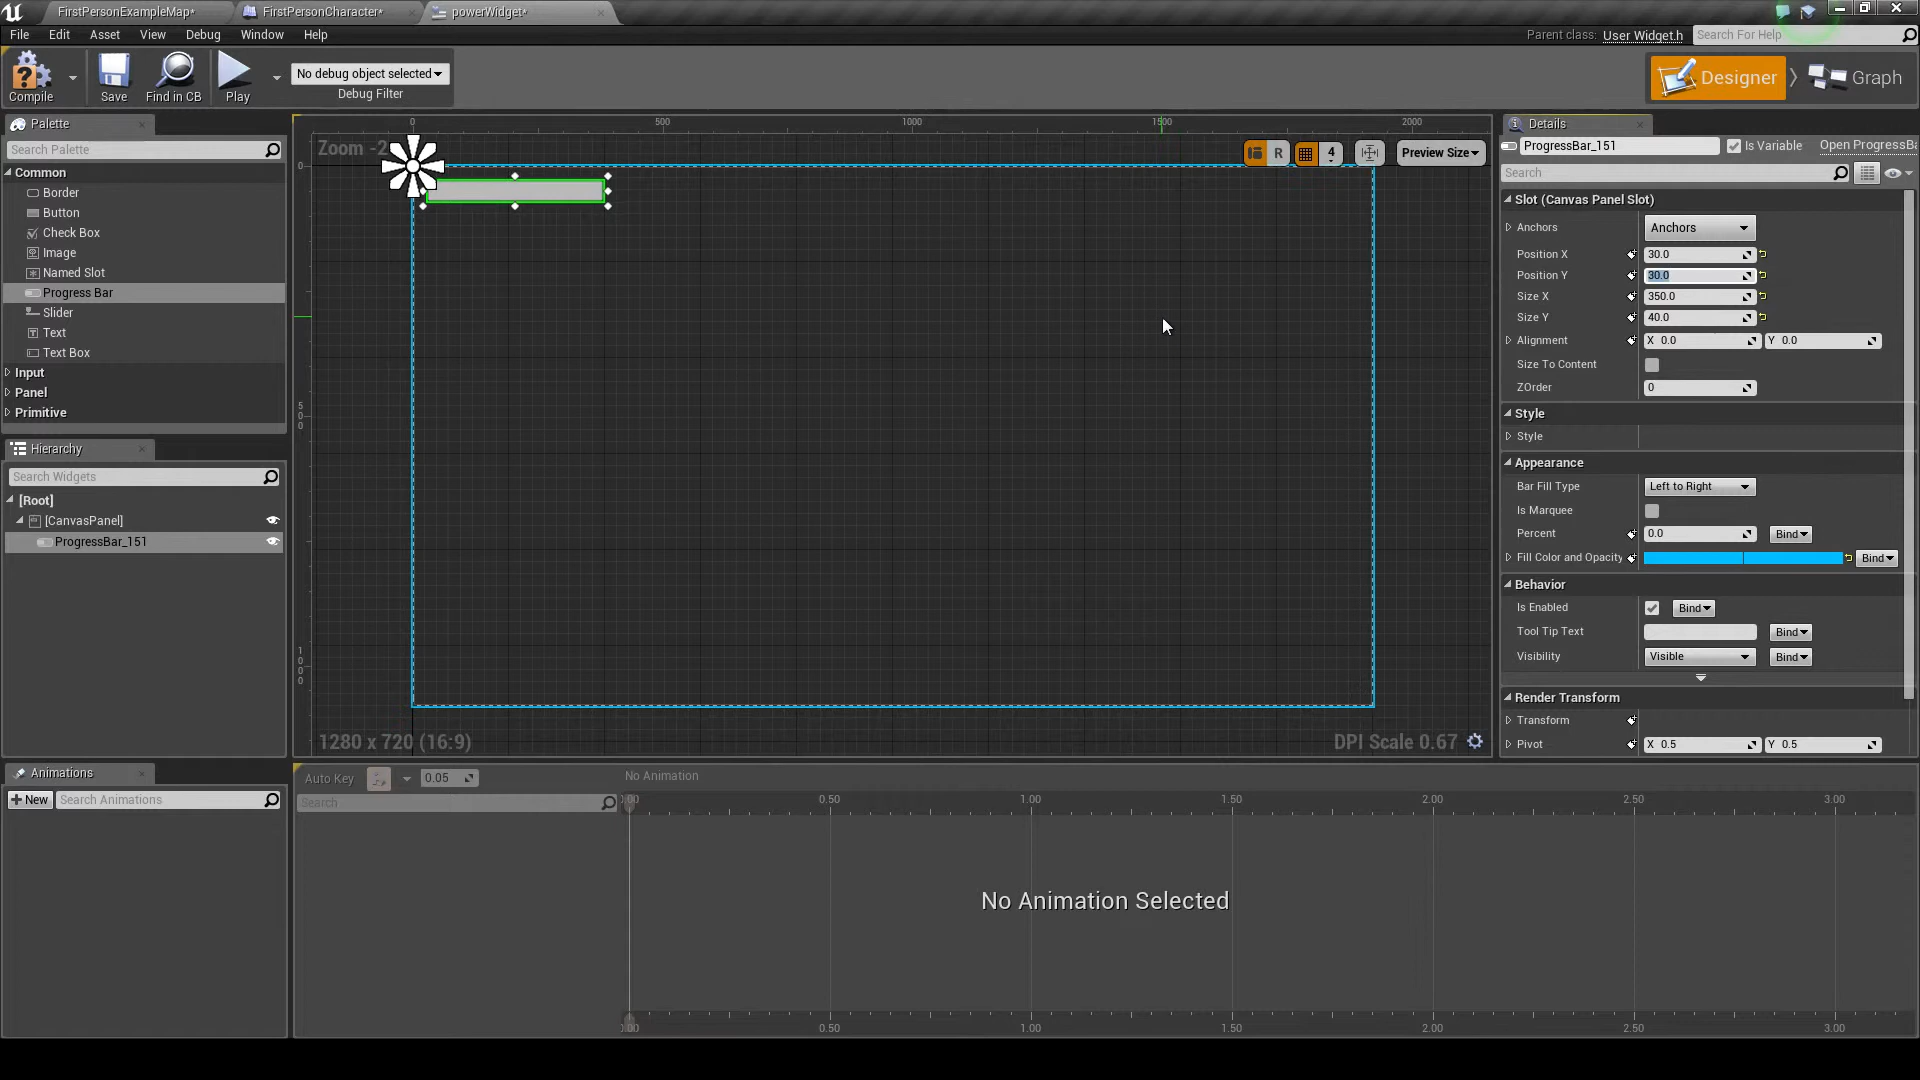 FirstPersonExampleMap*
FirstPersonCharacter*
powerWidget*
File Edit Asset View Debug Window Help
Parent class: User Widget.h Search For Help
Compile
Save
Find in CB
Play
No debug object selected
Debug Filter
Designer
Graph
Palette
Search Palette
Common
Border
Button
Check Box
Image
Named Slot
Progress Bar
Slider
Text
Text Box
Input
Panel
Primitive
Hierarchy
Search Widgets
[Root]
[CanvasPanel]
ProgressBar_151
Animations
New
Search Animations
0 500 1000 1500 2000
Zoom -2
R
4
Preview Size
0
500
1000
1280 x 720 (16:9)
DPI Scale 0.67
Details
ProgressBar_151
Is Variable
Open ProgressBa
Search
Slot (Canvas Panel Slot)
Anchors Anchors
Position X 30.0
Position Y 30.0
Size X 350.0
Size Y 40.0
Alignment X 0.0 Y 0.0
Size To Content
ZOrder 0
Style
Style
Appearance
Bar Fill Type Left to Right
Is Marquee
Percent 0.0 Bind
Fill Color and Opacity Bind
Behavior
Is Enabled Bind
Tool Tip Text Bind
Visibility Visible Bind
Render Transform
Transform
Pivot X 0.5 Y 0.5
Auto Key 0.05
No Animation
Search
0.50 1.00 1.50 2.00 2.50 3.00
No Animation Selected
0.50 1.00 1.50 2.00 2.50 3.00